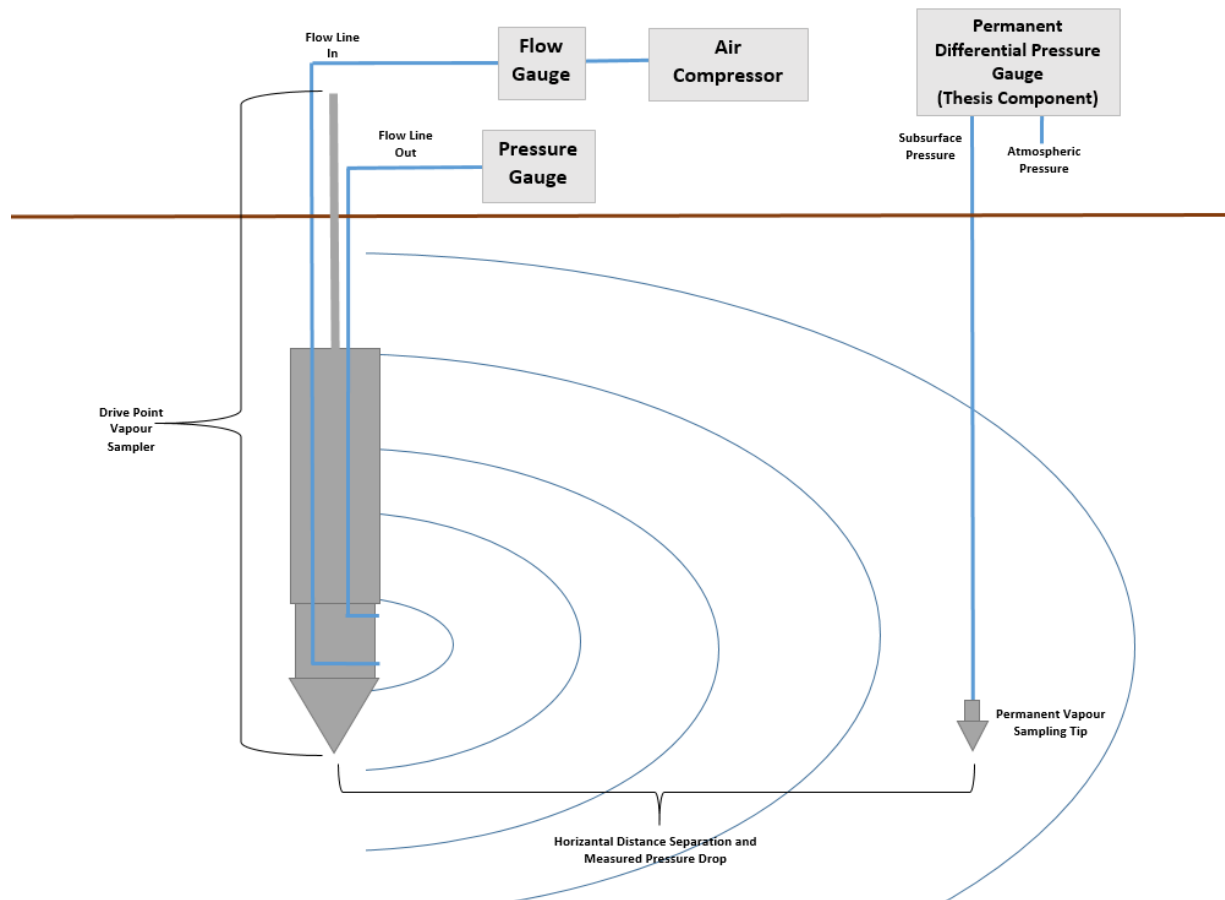 Flow Line
In
Flow
Gauge
Air
Compressor
Permanent
Differential Pressure
Gauge
(Thesis Component)
Flow Line
Out
Pressure
Gauge
Subsurface
Pressure
Atmospheric
Pressure
Drive Point
Vapour
Sampler
Permanent Vapour
Sampling Tip
Horizantal Distance Separation and
Measured Pressure Drop